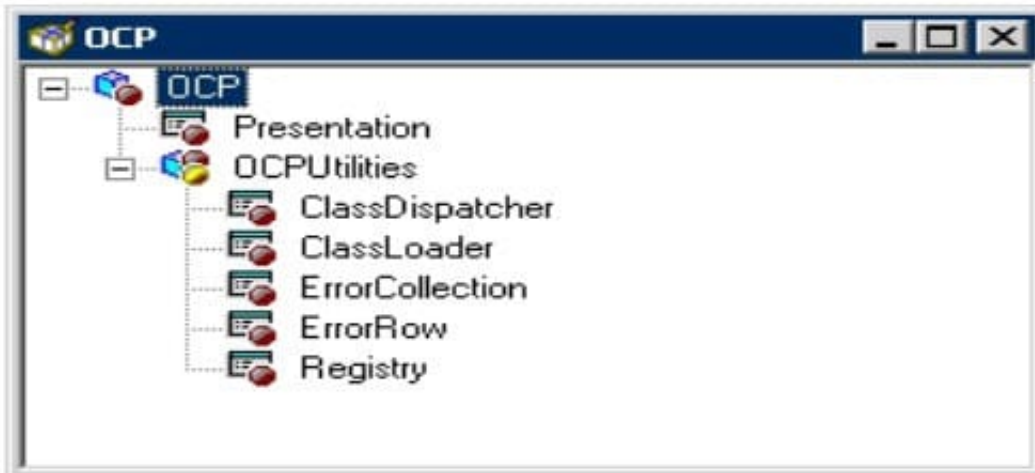 OCP
OCP
Presentation
OCPUtilities
ClassDispatcher
ClassLoader
ErrorCollection
ErrorRow
Registry